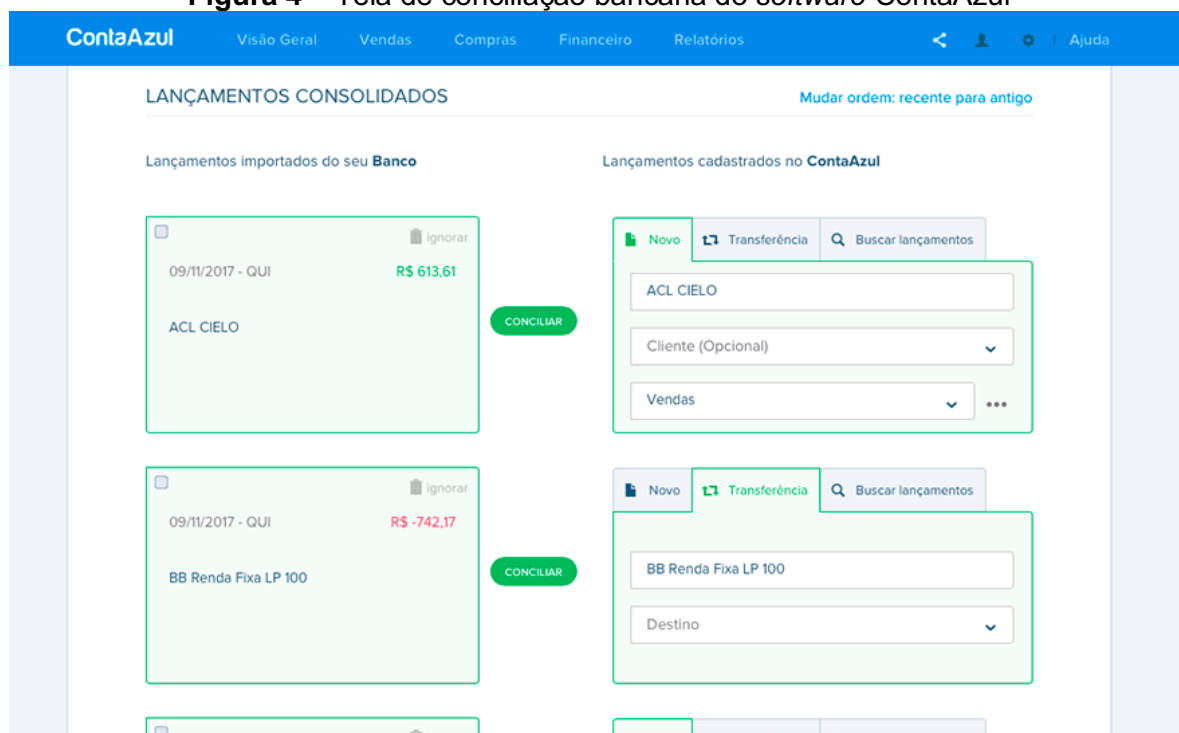 Figura 4 – Tela de conciliação bancária do software ContaAzul
ContaAzul Visão Geral Vendas Compras Financeiro Relatórios Ajuda
LANÇAMENTOS CONSOLIDADOS Mudar ordem: recente para antigo
Lançamentos importados do seu Banco Lançamentos cadastrados no ContaAzul
ignorar
09/11/2017 - QUI R$ 613,61
ACL CIELO
CONCILIAR
Novo Transferência Buscar lançamentos
ACL CIELO
Cliente (Opcional)
Vendas
ignorar
09/11/2017 - QUI R$ -742,17
BB Renda Fixa LP 100
CONCILIAR
Novo Transferência Buscar lançamentos
BB Renda Fixa LP 100
Destino